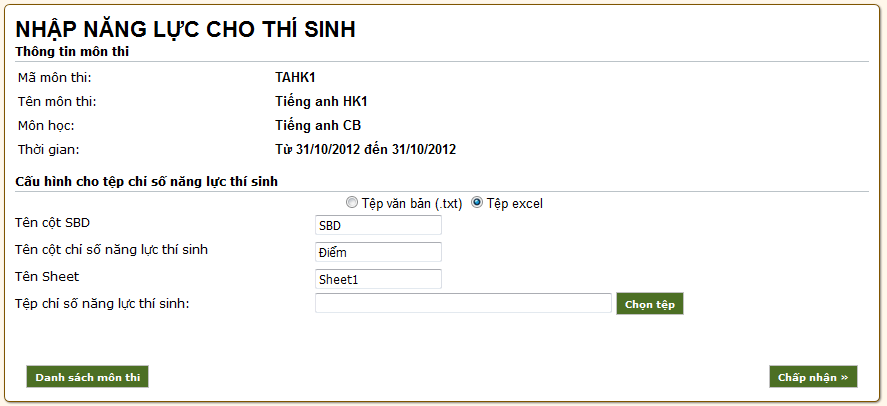 NHẬP NĂNG LỰC CHO THÍ SINH
Thông tin môn thi
Mã môn thi: TAHK1
Tên môn thi: Tiếng anh HK1
Môn học: Tiếng anh CB
Thời gian: Từ 31/10/2012 đến 31/10/2012
Cấu hình cho tệp chỉ số năng lực thí sinh
Tệp văn bản (.txt) Tệp excel
Tên cột SBD SBD
Tên cột chỉ số năng lực thí sinh Điểm
Tên Sheet Sheet1
Tệp chỉ số năng lực thí sinh: Chọn tệp
Danh sách môn thi Chấp nhận »